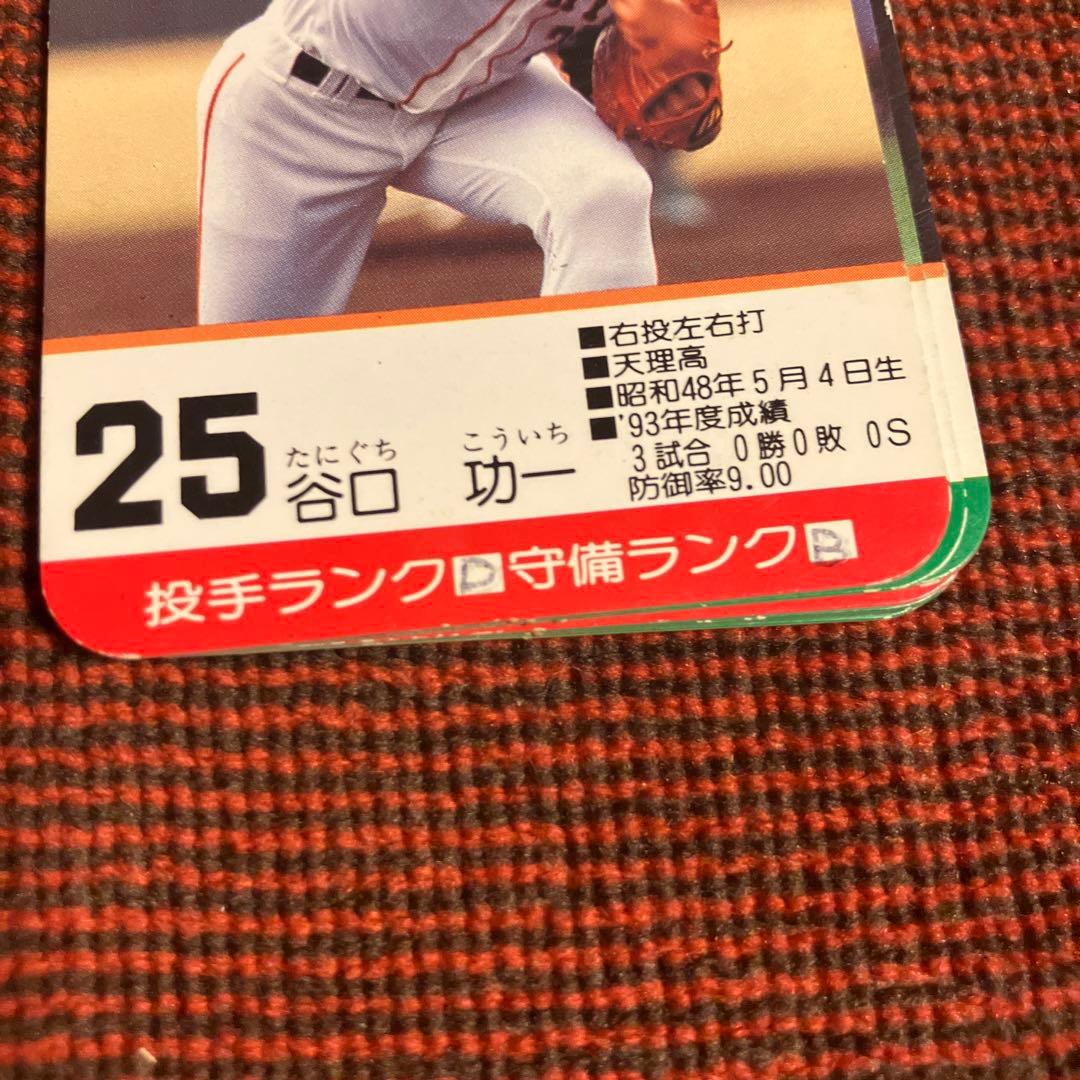 ■右投左右打
■天理高
■昭和48年5月4日生
■'93年度成績
3試合 0勝0敗 0S
防御率9.00
25
たにぐち こういち
谷口 功一
投手ランクD守備ランクB